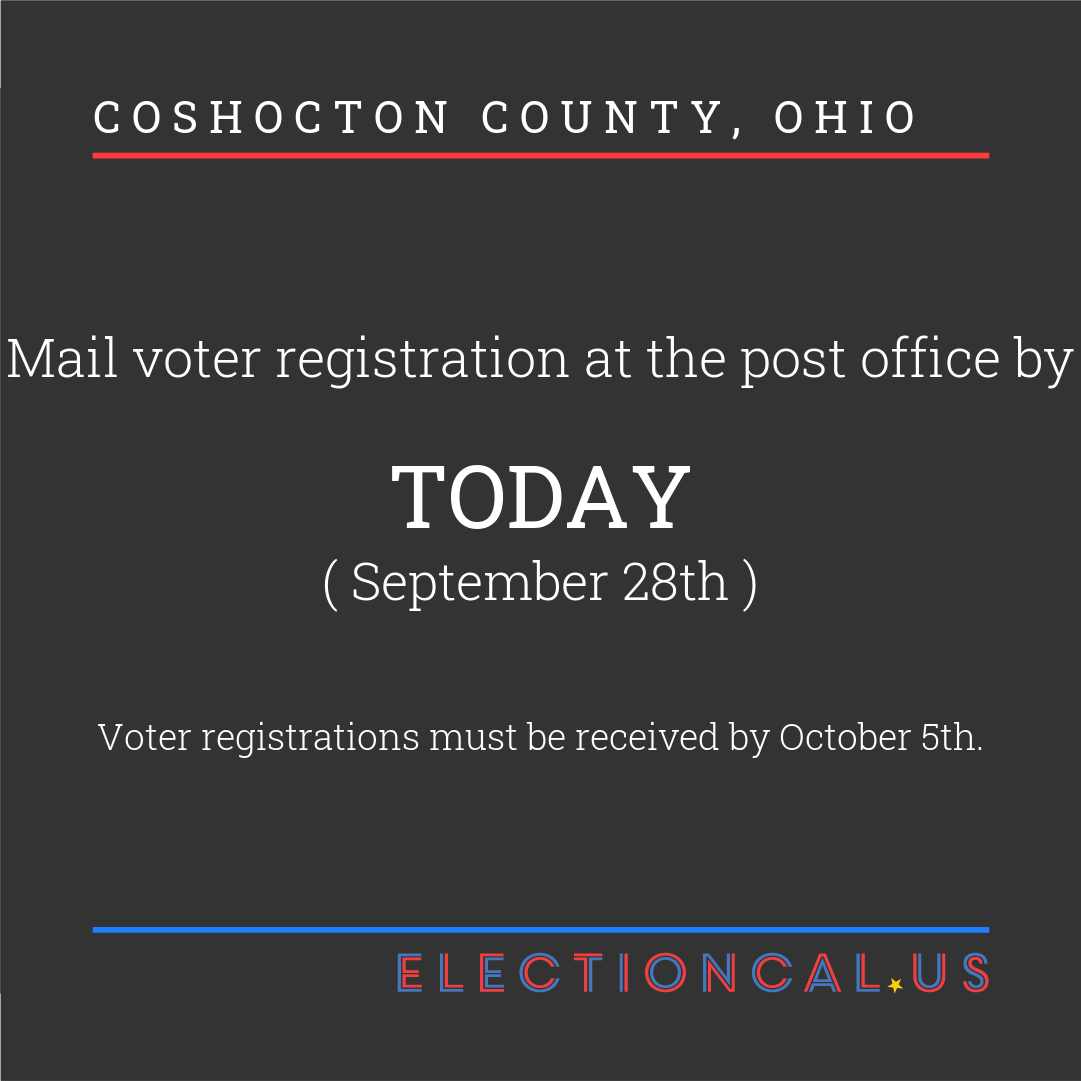 COSHOCTON COUNTY, OHIO
Mail voter registration at the post office by
TODAY
( September 28th )
Voter registrations must be received by October 5th.
ELECTIONCAL.US